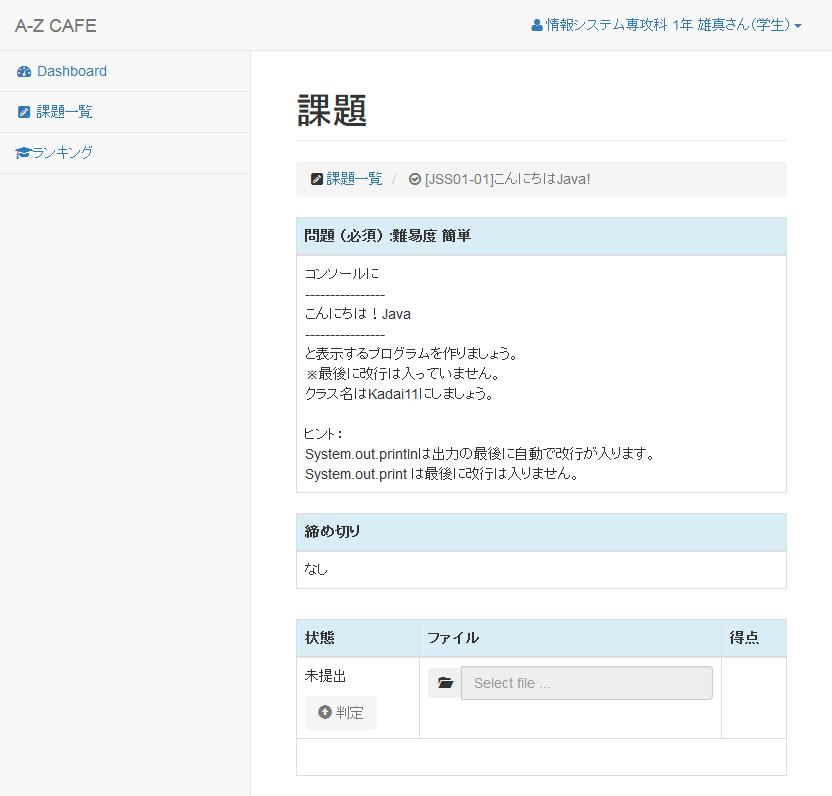 A-Z CAFE
情報システム専攻科 1年 雄真さん(学生)
Dashboard
課題一覧
ランキング
課題
課題一覧 / [JSS01-01]こんにちはJava!
問題（必須）:難易度 簡単
コンソールに
----------------
こんにちは！Java
----------------
と表示するプログラムを作りましょう。
※最後に改行は入っていません。
クラス名はKadai11にしましょう。
ヒント：
System.out.printlnは出力の最後に自動で改行が入ります。
System.out.print は最後に改行は入りません。
締め切り
なし
状態 ファイル 得点
未提出
Select file ...
判定